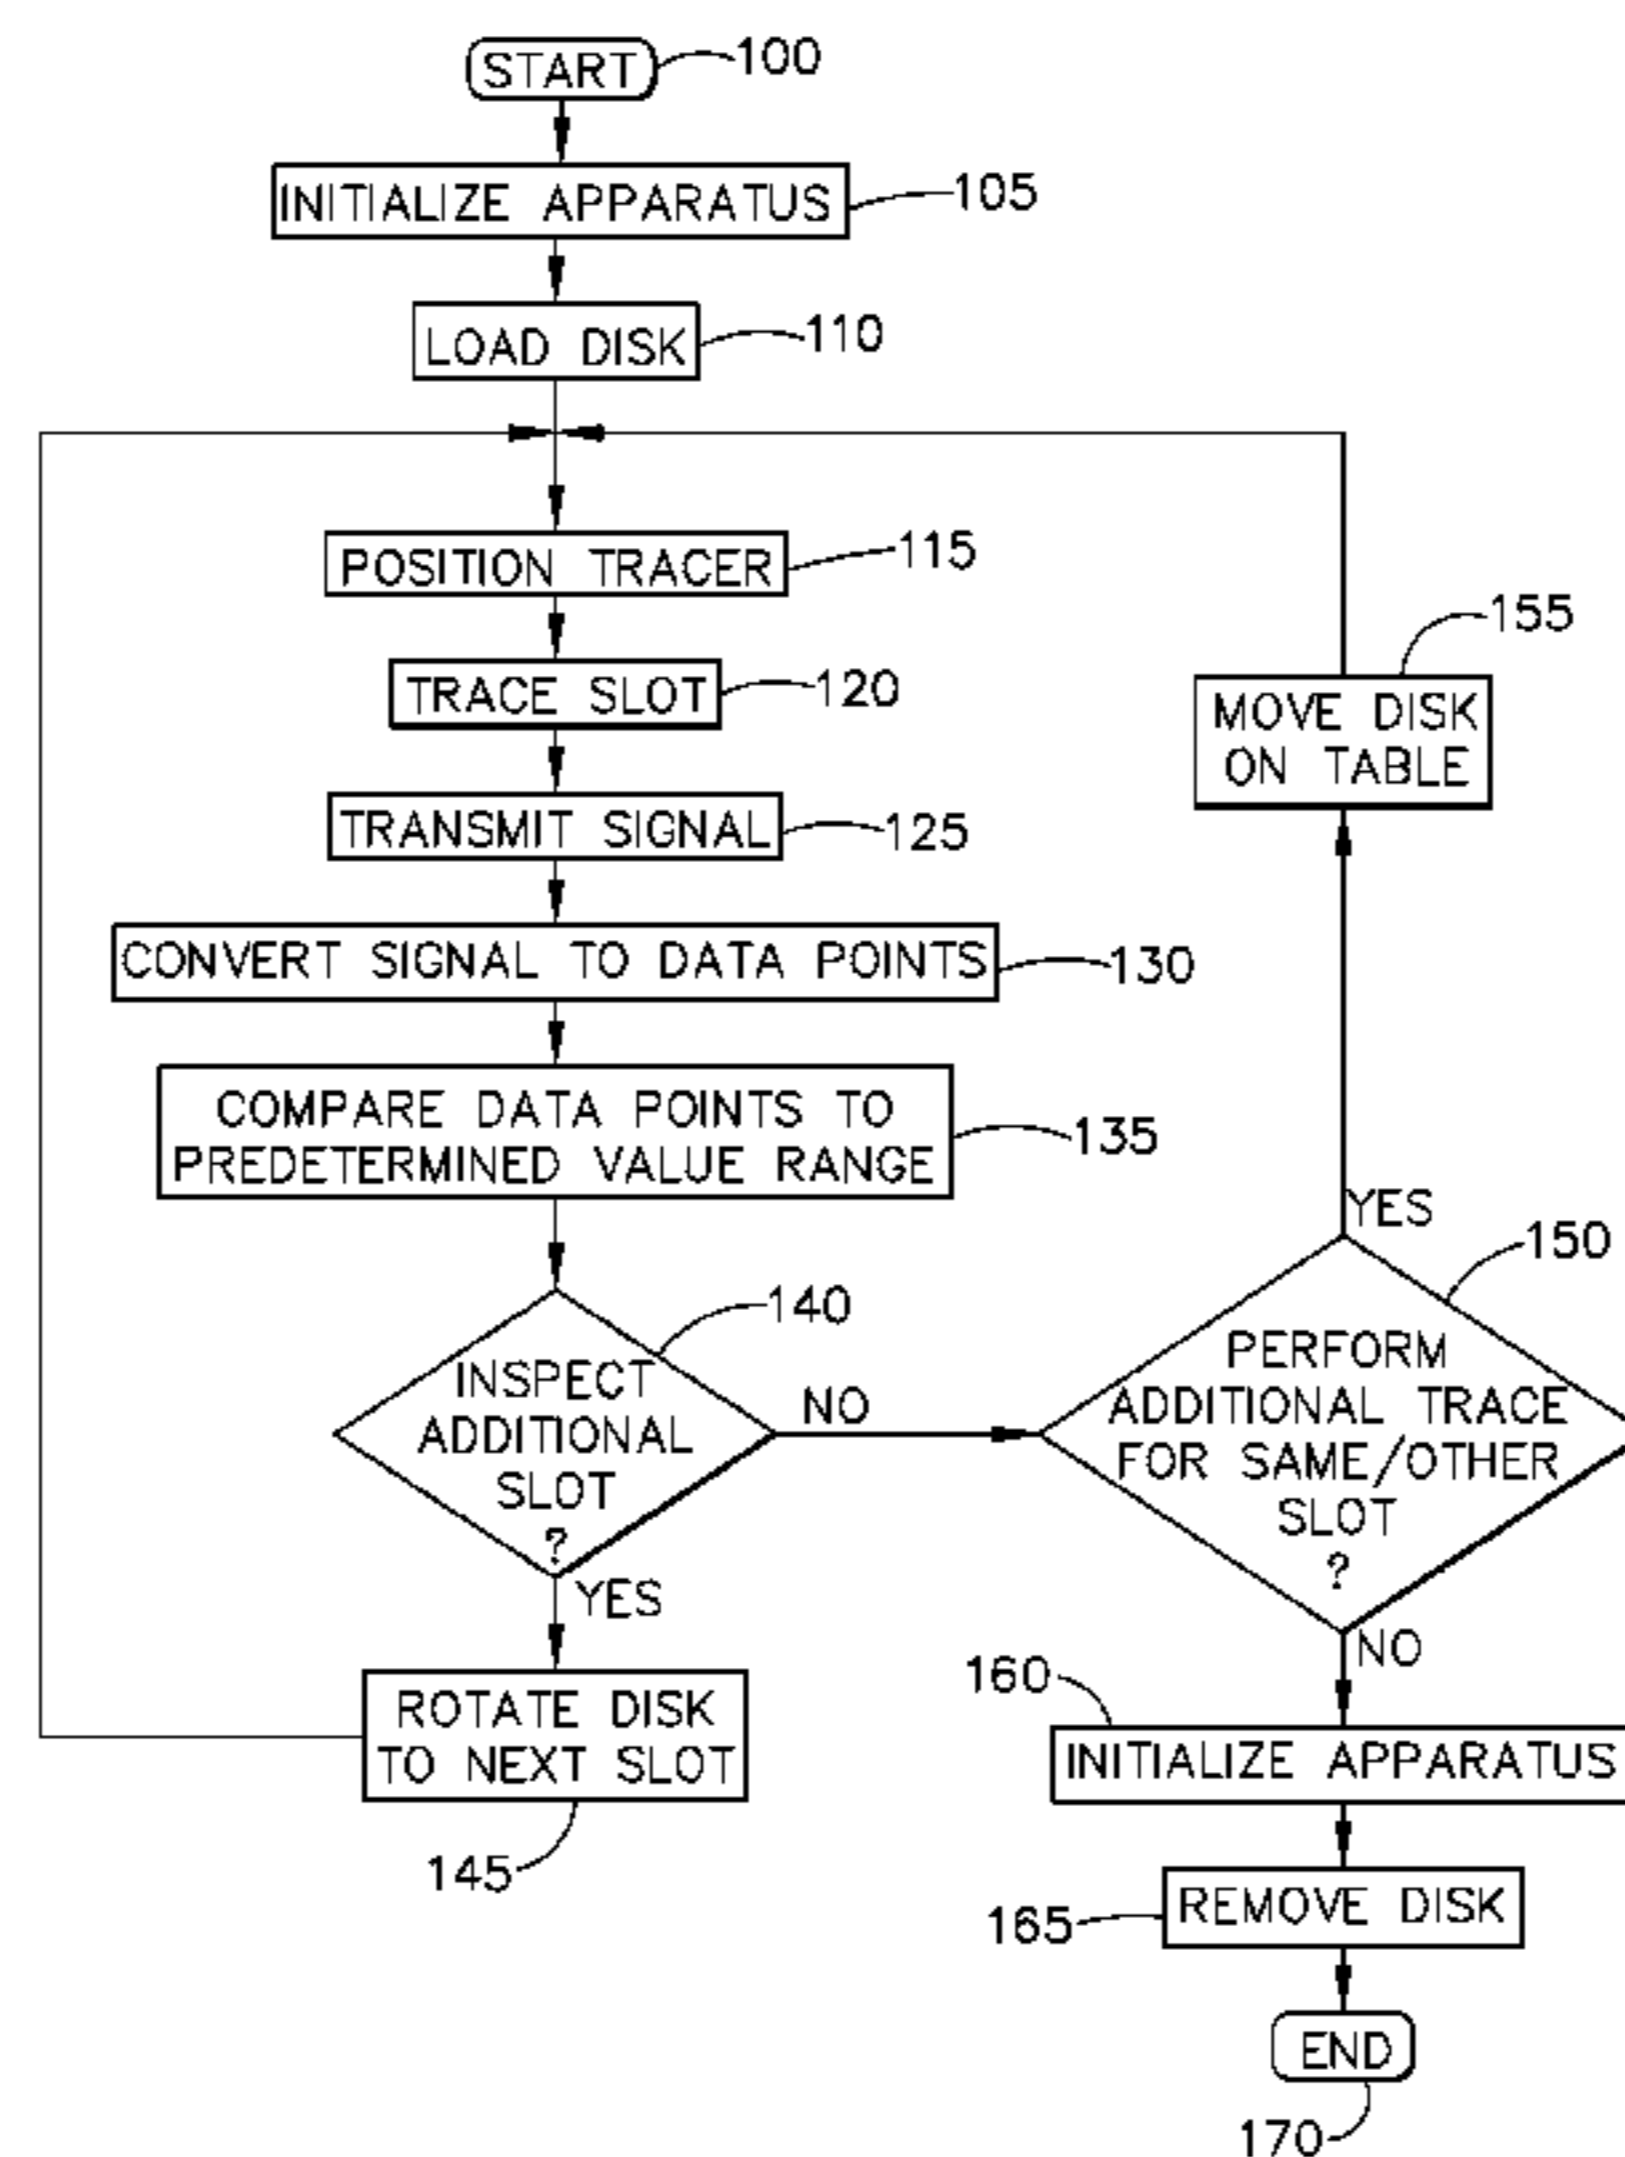 START
100
INITIALIZE APPARATUS
105
LOAD DISK
110
POSITION TRACER
115
TRACE SLOT
120
TRANSMIT SIGNAL
125
CONVERT SIGNAL TO DATA POINTS
130
COMPARE DATA POINTS TO
PREDETERMINED VALUE RANGE
135
INSPECT
ADDITIONAL
SLOT
?
140
NO
YES
ROTATE DISK
TO NEXT SLOT
145
PERFORM
ADDITIONAL TRACE
FOR SAME/OTHER
SLOT
?
150
YES
MOVE DISK
ON TABLE
155
NO
160
INITIALIZE APPARATUS
165
REMOVE DISK
END
170